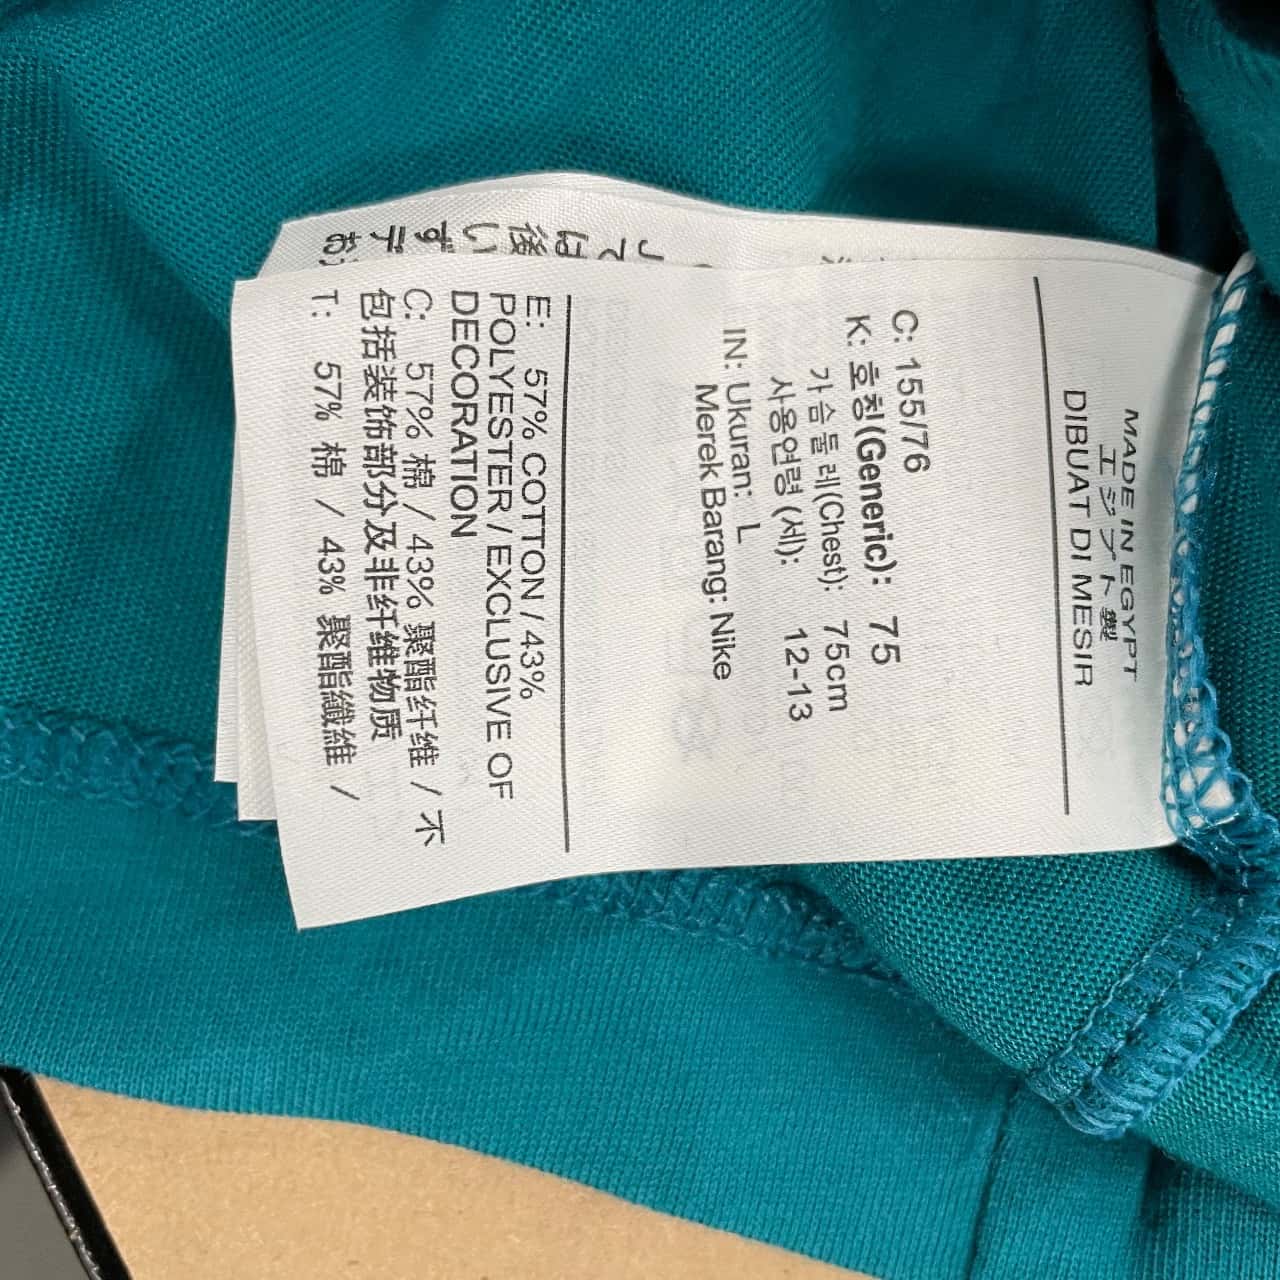 MADE IN EGYPT
エジプト製
DIBUAT DI MESIR
C: 155/76
K: 호칭(Generic): 75
가슴둘레(Chest): 75cm
사용연령(세): 12-13
IN: Ukuran: L
Merek Barang: Nike
E: 57% COTTON / 43%
POLYESTER / EXCLUSIVE OF
DECORATION
C: 57% 棉 / 43% 聚酯纤维 / 不
包括装饰部分及非纤维物质
T: 57% 棉 / 43% 聚酯纖維 /